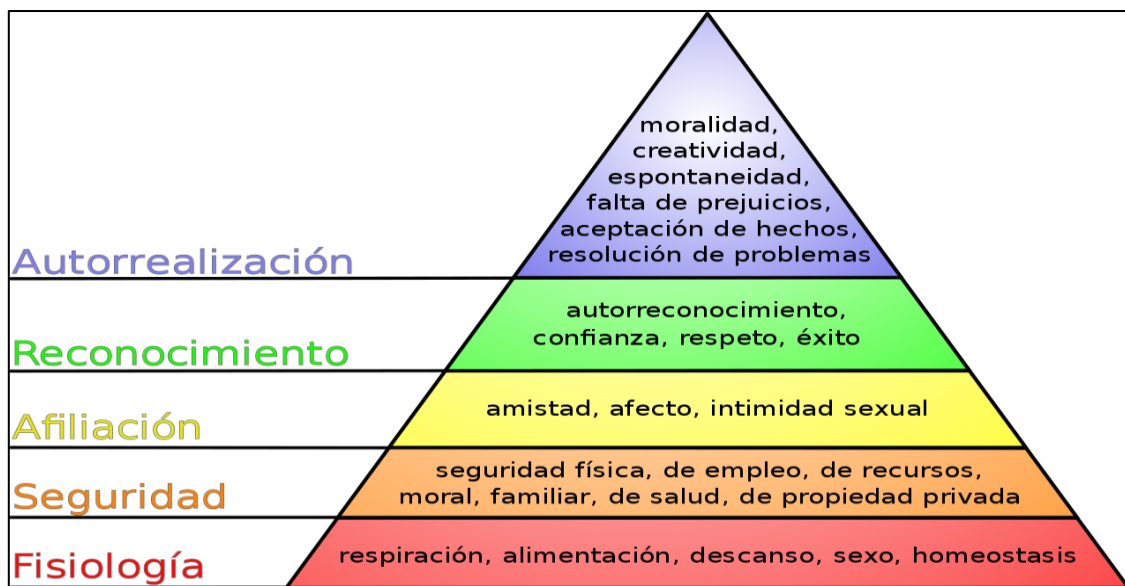 moralidad,
creatividad,
espontaneidad,
falta de prejuicios,
aceptación de hechos,
resolución de problemas
Autorrealización
autorreconocimiento,
confianza, respeto, éxito
Reconocimiento
amistad, afecto, intimidad sexual
Afiliación
seguridad física, de empleo, de recursos,
moral, familiar, de salud, de propiedad privada
Seguridad
respiración, alimentación, descanso, sexo, homeostasis
Fisiología